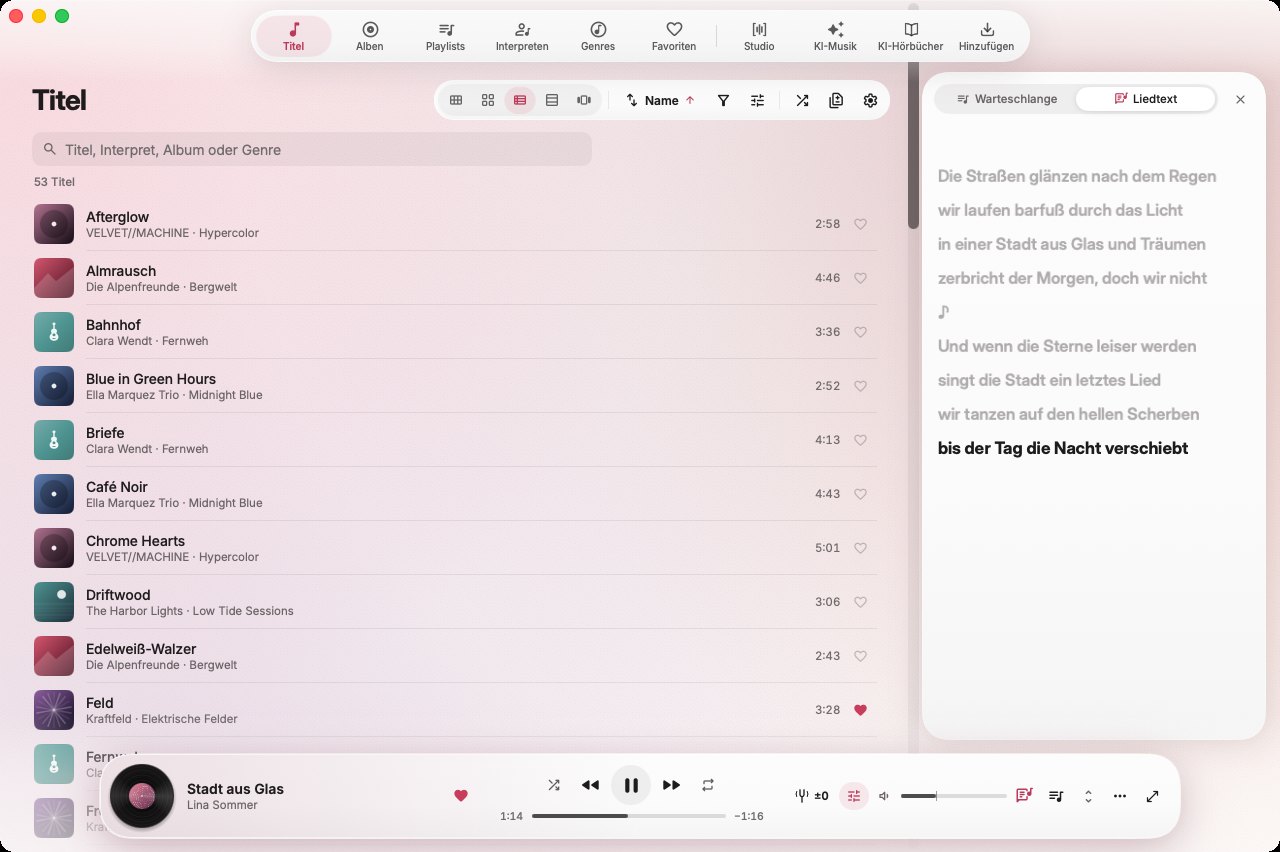 Titel
Alben
Playlists
Interpreten
Genres
Favoriten
Studio
KI-Musik
KI-Hörbücher
Hinzufügen
Titel
Name
Titel, Interpret, Album oder Genre
53 Titel
Afterglow
VELVET//MACHINE · Hypercolor
2:58
Almrausch
Die Alpenfreunde · Bergwelt
4:46
Bahnhof
Clara Wendt · Fernweh
3:36
Blue in Green Hours
Ella Marquez Trio · Midnight Blue
2:52
Briefe
Clara Wendt · Fernweh
4:13
Café Noir
Ella Marquez Trio · Midnight Blue
4:43
Chrome Hearts
VELVET//MACHINE · Hypercolor
5:01
Driftwood
The Harbor Lights · Low Tide Sessions
3:06
Edelweiß-Walzer
Die Alpenfreunde · Bergwelt
2:43
Feld
Kraftfeld · Elektrische Felder
3:28
Warteschlange
Liedtext
Die Straßen glänzen nach dem Regen
wir laufen barfuß durch das Licht
in einer Stadt aus Glas und Träumen
zerbricht der Morgen, doch wir nicht
♪
Und wenn die Sterne leiser werden
singt die Stadt ein letztes Lied
wir tanzen auf den hellen Scherben
bis der Tag die Nacht verschiebt
Stadt aus Glas
Lina Sommer
1:14
−1:16
±0